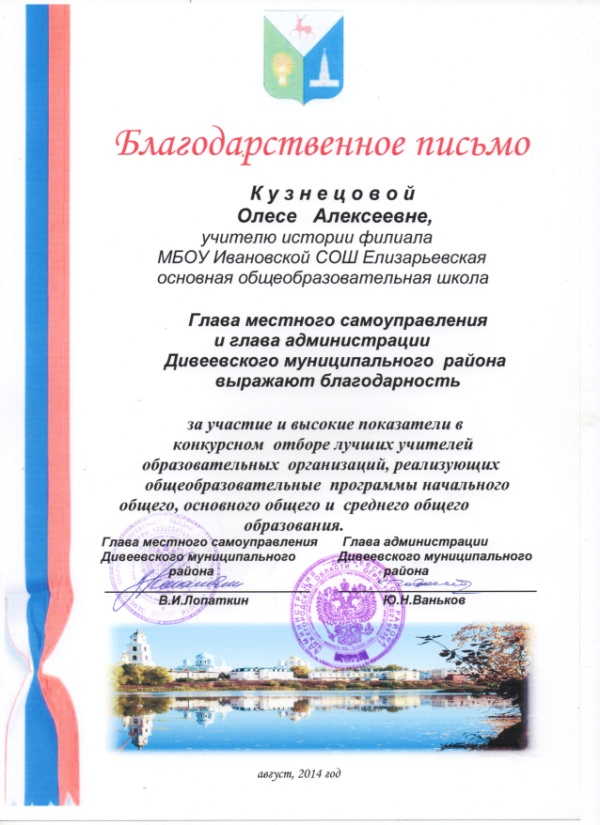 Благодарственное письмо
Кузнецовой
Олесе Алексеевне,
учителю истории филиала
МБОУ Ивановской СОШ Елизарьевская
основная общеобразовательная школа
Глава местного самоуправления
и глава администрации
Дивеевского муниципального района
выражают благодарность
за участие и высокие показатели в
конкурсном отборе лучших учителей
образовательных организаций, реализующих
общеобразовательные программы начального
общего, основного общего и среднего общего
образования.
Глава местного самоуправления
Дивеевского муниципального
района
В.И.Лопаткин
Глава администрации
Дивеевского муниципального
района
Ю.Н.Ваньков
август, 2014 год